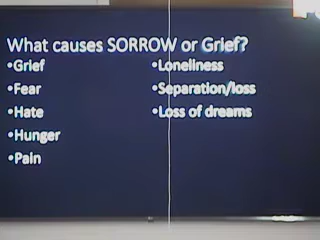 What causes SORROW or Grief?
•Grief
•Fear
•Hate
•Hunger
•Pain
•Loneliness
•Separation/loss
•Loss of dreams